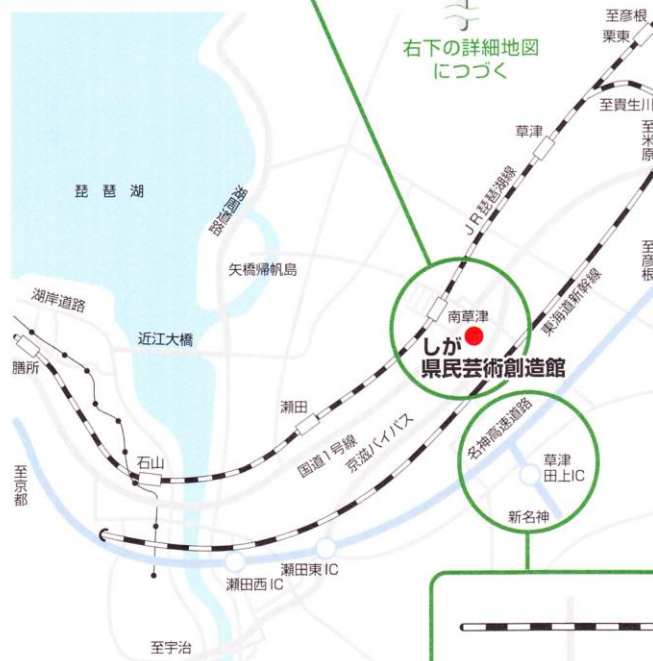 右下の詳細地図
につづく
至彦根
栗東
至貴生川
至米原
草津
琵琶湖
湖周道路
JR琵琶湖線
矢橋帰帆島
至彦根
湖岸道路
南草津
東海道新幹線
近江大橋
しが
県民芸術創造館
膳所
瀬田
名神高速道路
国道1号線
京滋バイパス
石山
草津
田上IC
至京都
新名神
瀬田東IC
瀬田西IC
至宇治